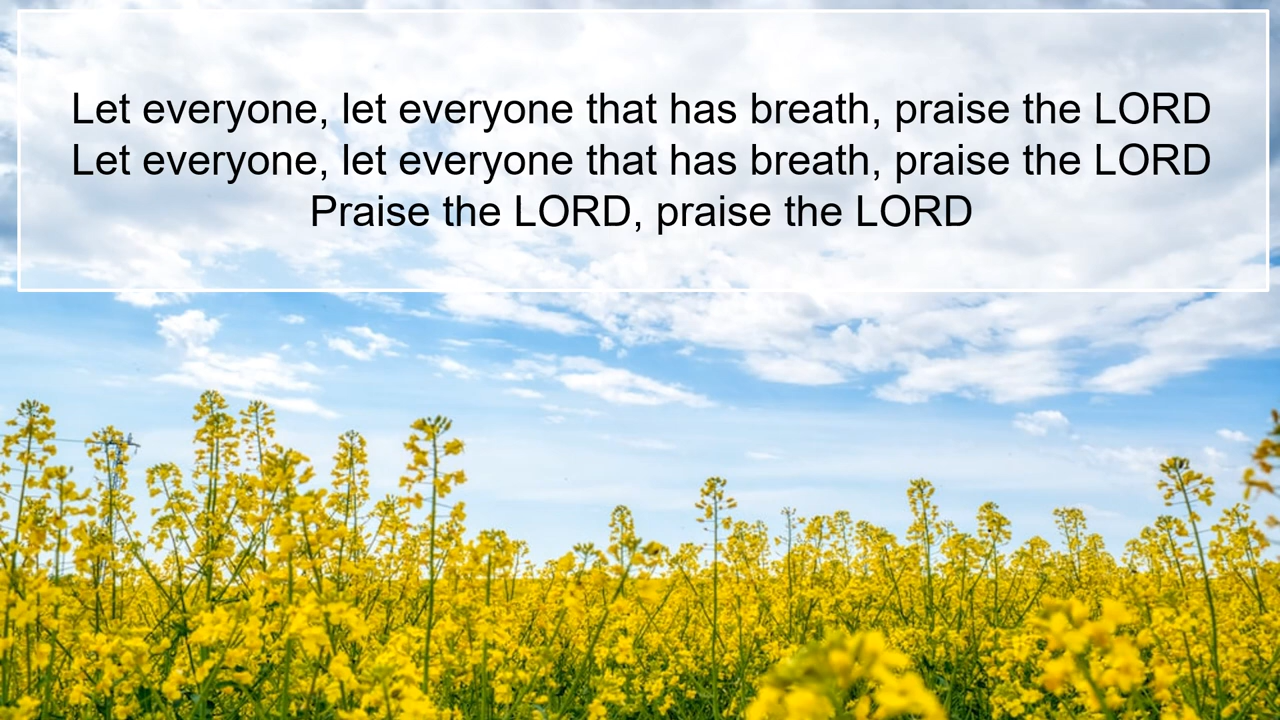 Let everyone, let everyone that has breath, praise the LORD
Let everyone, let everyone that has breath, praise the LORD
Praise the LORD, praise the LORD